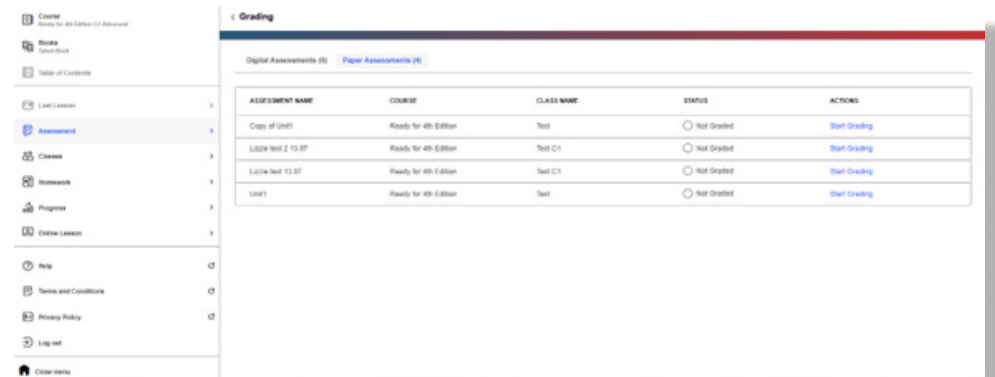 Course
Ready for 4th Edition C1 Advanced
Books
Select Book
Table of Contents
Last Lesson
Assessment
Classes
Homework
Progress
Online Lesson
Help
Terms and Conditions
Privacy Policy
Log out
Close menu
Grading
Digital Assessments (0) Paper Assessments (4)
ASSESSMENT NAME COURSE CLASS NAME STATUS ACTIONS
Copy of Unit1 Ready for 4th Edition Test Not Graded Start Grading
Lizzie test 2 13.07 Ready for 4th Edition Test C1 Not Graded Start Grading
Lizzie test 13.07 Ready for 4th Edition Test C1 Not Graded Start Grading
Unit1 Ready for 4th Edition Test Not Graded Start Grading